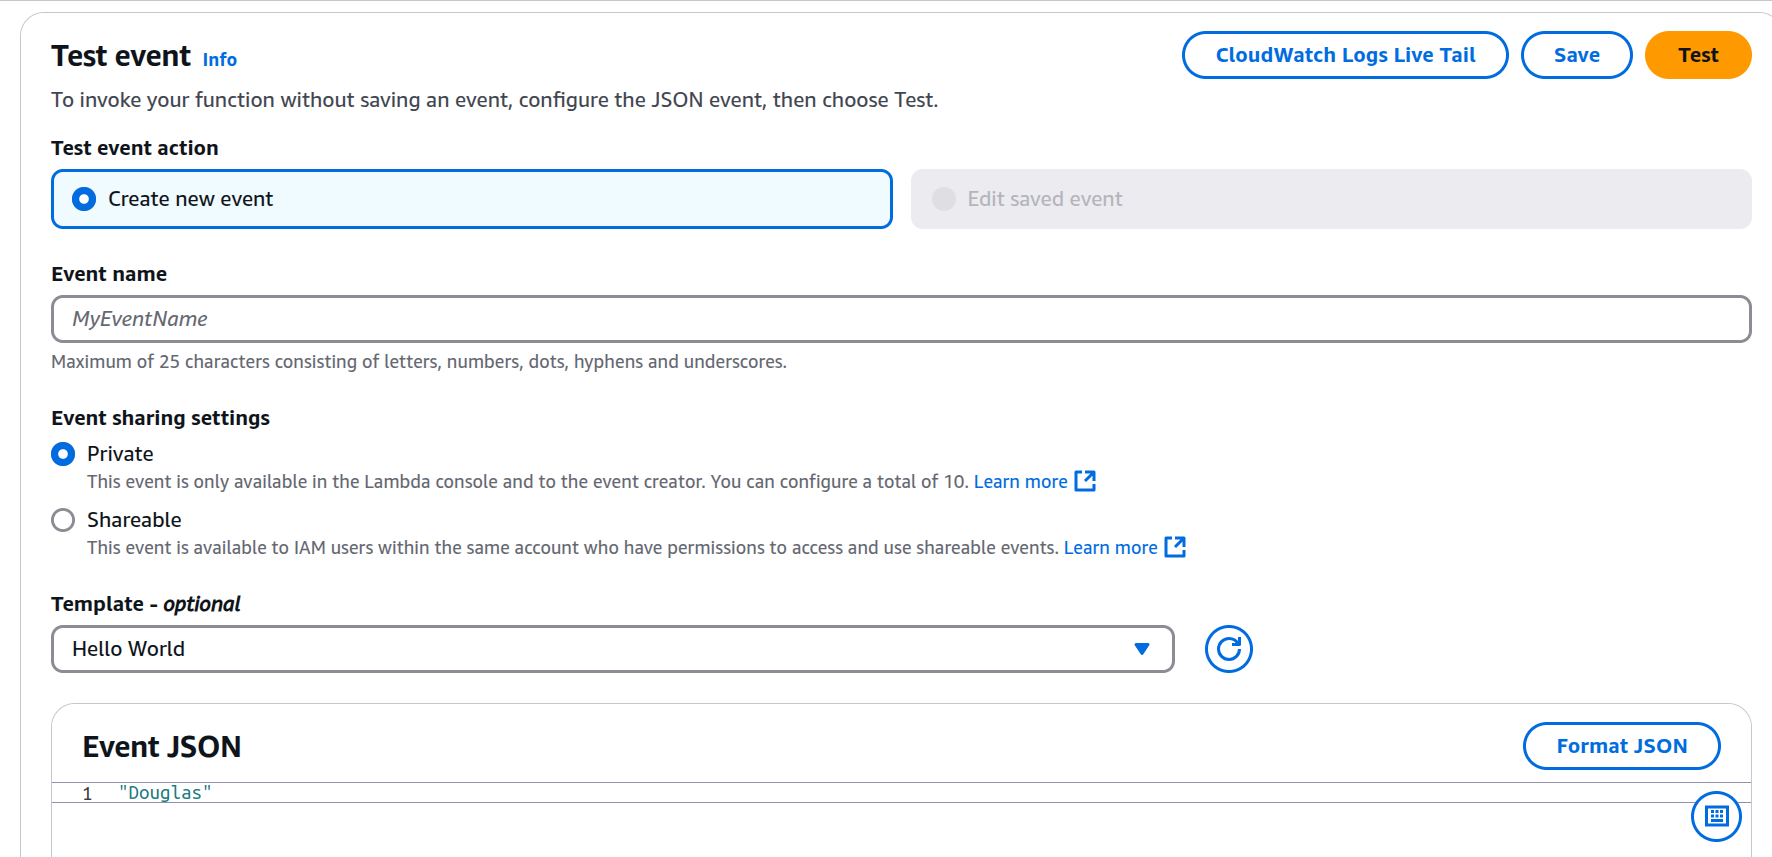 Test event Info CloudWatch Logs Live Tail Save Test
To invoke your function without saving an event, configure the JSON event, then choose Test.
Test event action
Create new event Edit saved event
Event name
MyEventName
Maximum of 25 characters consisting of letters, numbers, dots, hyphens and underscores.
Event sharing settings
Private
This event is only available in the Lambda console and to the event creator. You can configure a total of 10. Learn more
Shareable
This event is available to IAM users within the same account who have permissions to access and use shareable events. Learn more
Template - optional
Hello World
Event JSON Format JSON
1 "Douglas"